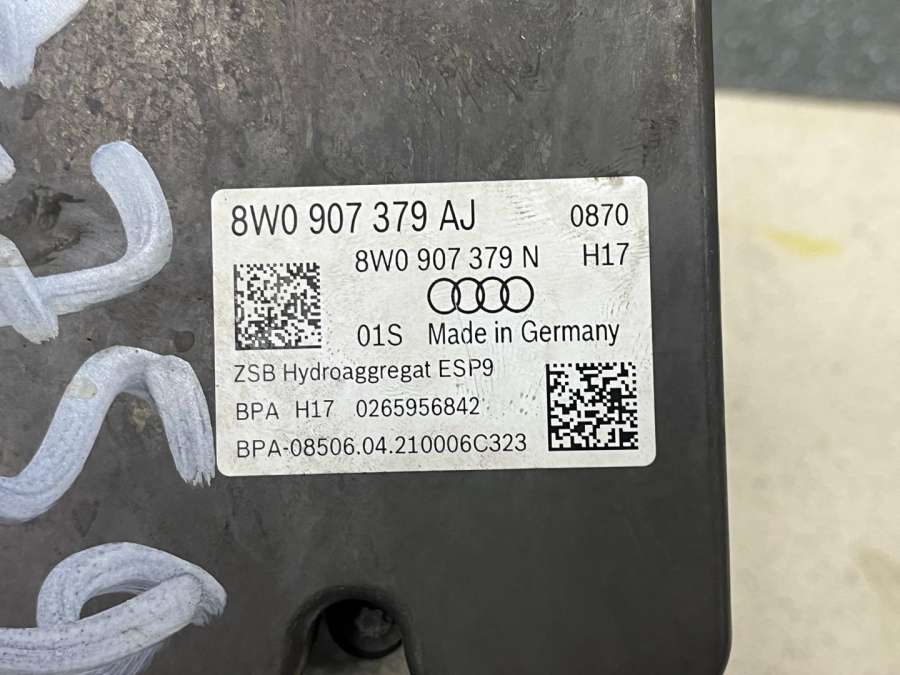 8W0 907 379 AJ 0870
8W0 907 379 N H17
01S Made in Germany
ZSB Hydroaggregat ESP9
BPA H17 0265956842
BPA-08506.04.210006C323